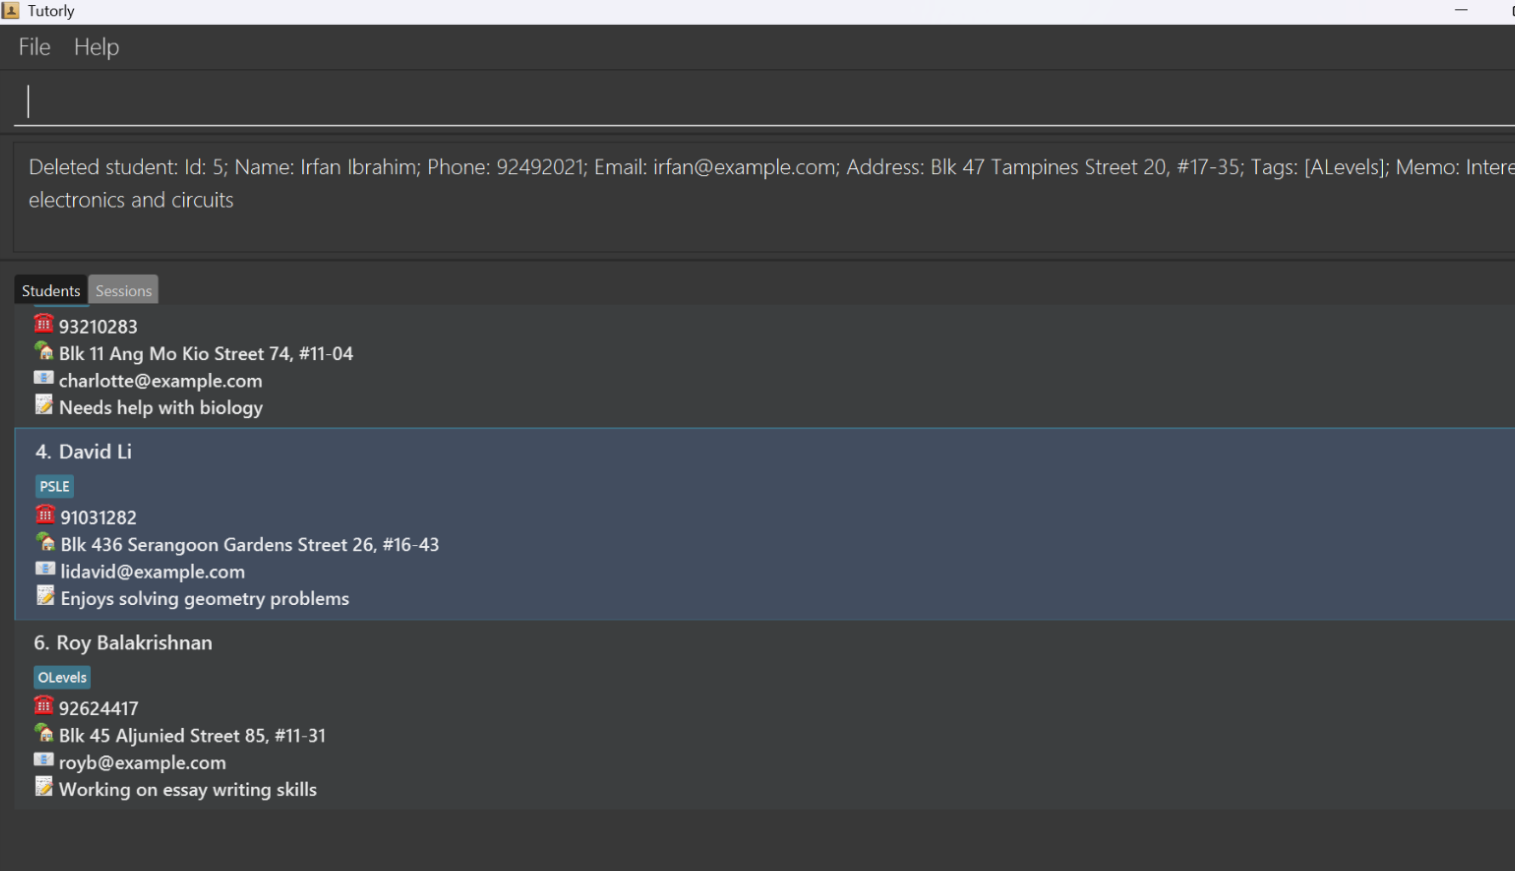 Tutorly
File Help
Deleted student: Id: 5; Name: Irfan Ibrahim; Phone: 92492021; Email: irfan@example.com; Address: Blk 47 Tampines Street 20, #17-35; Tags: [ALevels]; Memo:
electronics and circuits
Students Sessions
93210283
Blk 11 Ang Mo Kio Street 74, #11-04
charlotte@example.com
Needs help with biology
4. David Li
PSLE
91031282
Blk 436 Serangoon Gardens Street 26, #16-43
lidavid@example.com
Enjoys solving geometry problems
6. Roy Balakrishnan
OLevels
92624417
Blk 45 Aljunied Street 85, #11-31
royb@example.com
Working on essay writing skills